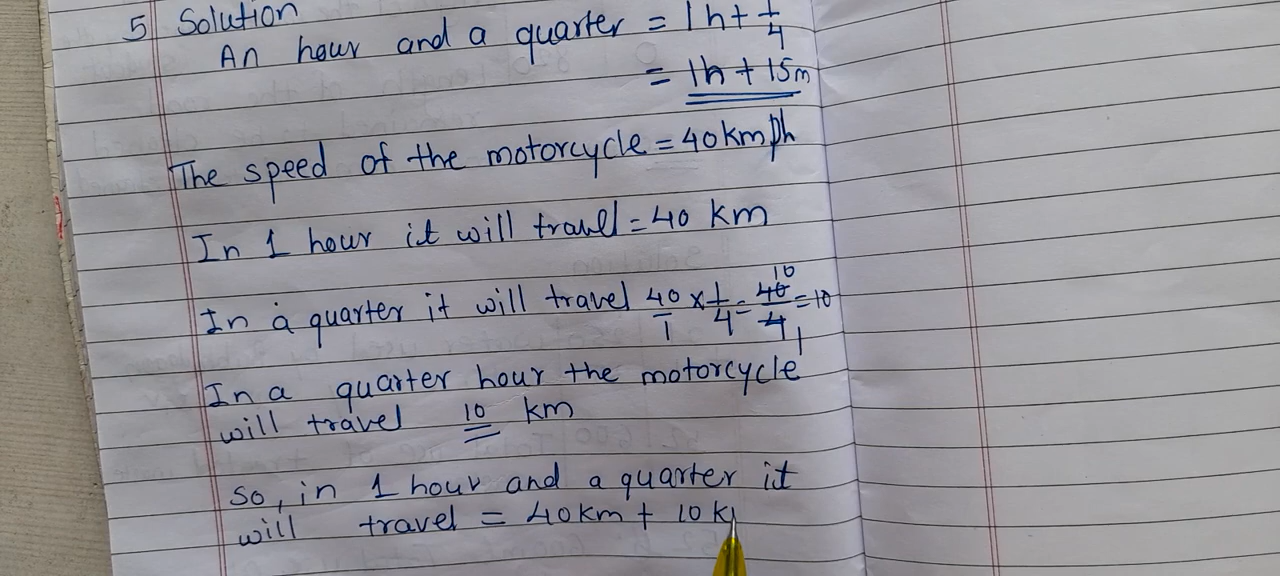 5 Solution
An hour and a quarter = 1h + 1/4
= 1h + 15m
The speed of the motorcycle = 40kmph
In 1 hour it will travel = 40 km
In a quarter it will travel 40/1 x 1/4 = 40/4 = 10
10
1
In a quarter hour the motorcycle
will travel 10 km
So, in 1 hour and a quarter it
will travel = 40km + 10 k